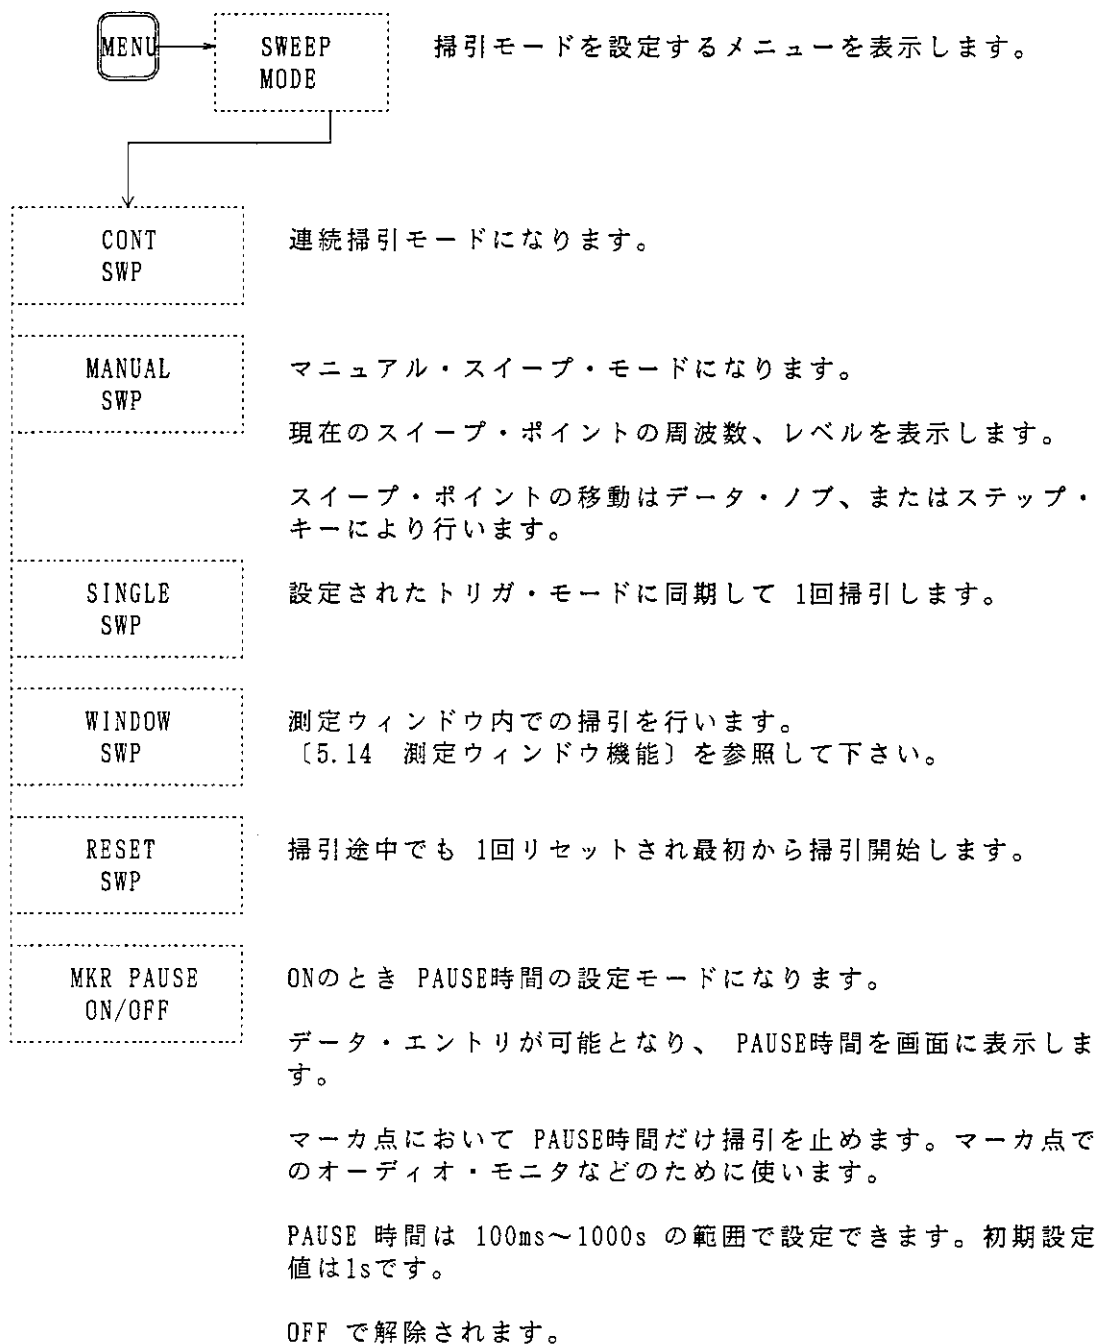 MENU
SWEEP
MODE
掃引モードを設定するメニューを表示します。
CONT
SWP
連続掃引モードになります。
MANUAL
SWP
マニュアル・スイープ・モードになります。
現在のスイープ・ポイントの周波数、レベルを表示します。
スイープ・ポイントの移動はデータ・ノブ、またはステップ・
キーにより行います。
SINGLE
SWP
設定されたトリガ・モードに同期して 1回掃引します。
WINDOW
SWP
測定ウィンドウ内での掃引を行います。
〔5.14 測定ウィンドウ機能〕を参照して下さい。
RESET
SWP
掃引途中でも 1回リセットされ最初から掃引開始します。
MKR PAUSE
ON/OFF
ONのとき PAUSE時間の設定モードになります。
データ・エントリが可能となり、 PAUSE時間を画面に表示しま
す。
マーカ点において PAUSE時間だけ掃引を止めます。マーカ点で
のオーディオ・モニタなどのために使います。
PAUSE 時間は 100ms～1000s の範囲で設定できます。初期設定
値は1sです。
OFF で解除されます。